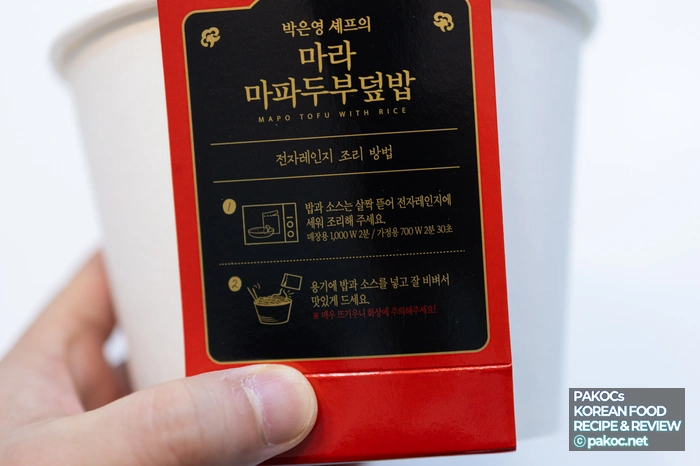 박은영 셰프의
마라
마파두부덮밥
MAPO TOFU WITH RICE
전자레인지 조리 방법
1
밥과 소스는 살짝 뜯어 전자레인지에
세워 조리해 주세요.
매장용 1,000 W 2분 / 가정용 700 W 2분 30초
2
용기에 밥과 소스를 넣고 잘 비벼서
맛있게 드세요.
※ 매우 뜨거우니 화상에 주의해주세요!
PAKOCs
KOREAN FOOD
RECIPE & REVIEW
© pakoc.net